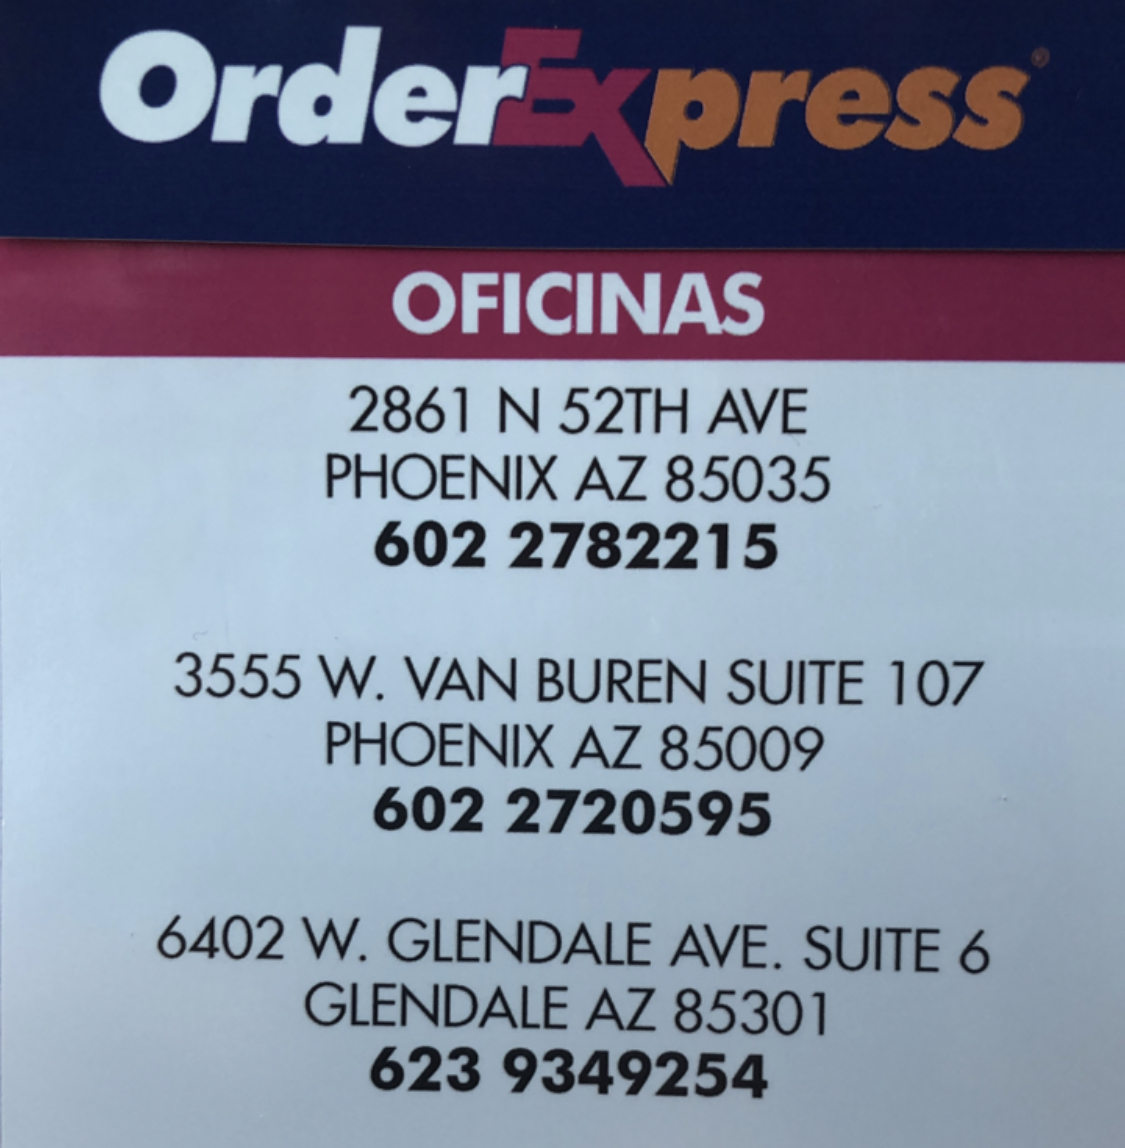 OrderExpress®
OFICINAS
2861 N 52TH AVE
PHOENIX AZ 85035
602 2782215
3555 W. VAN BUREN SUITE 107
PHOENIX AZ 85009
602 2720595
6402 W. GLENDALE AVE. SUITE 6
GLENDALE AZ 85301
623 9349254